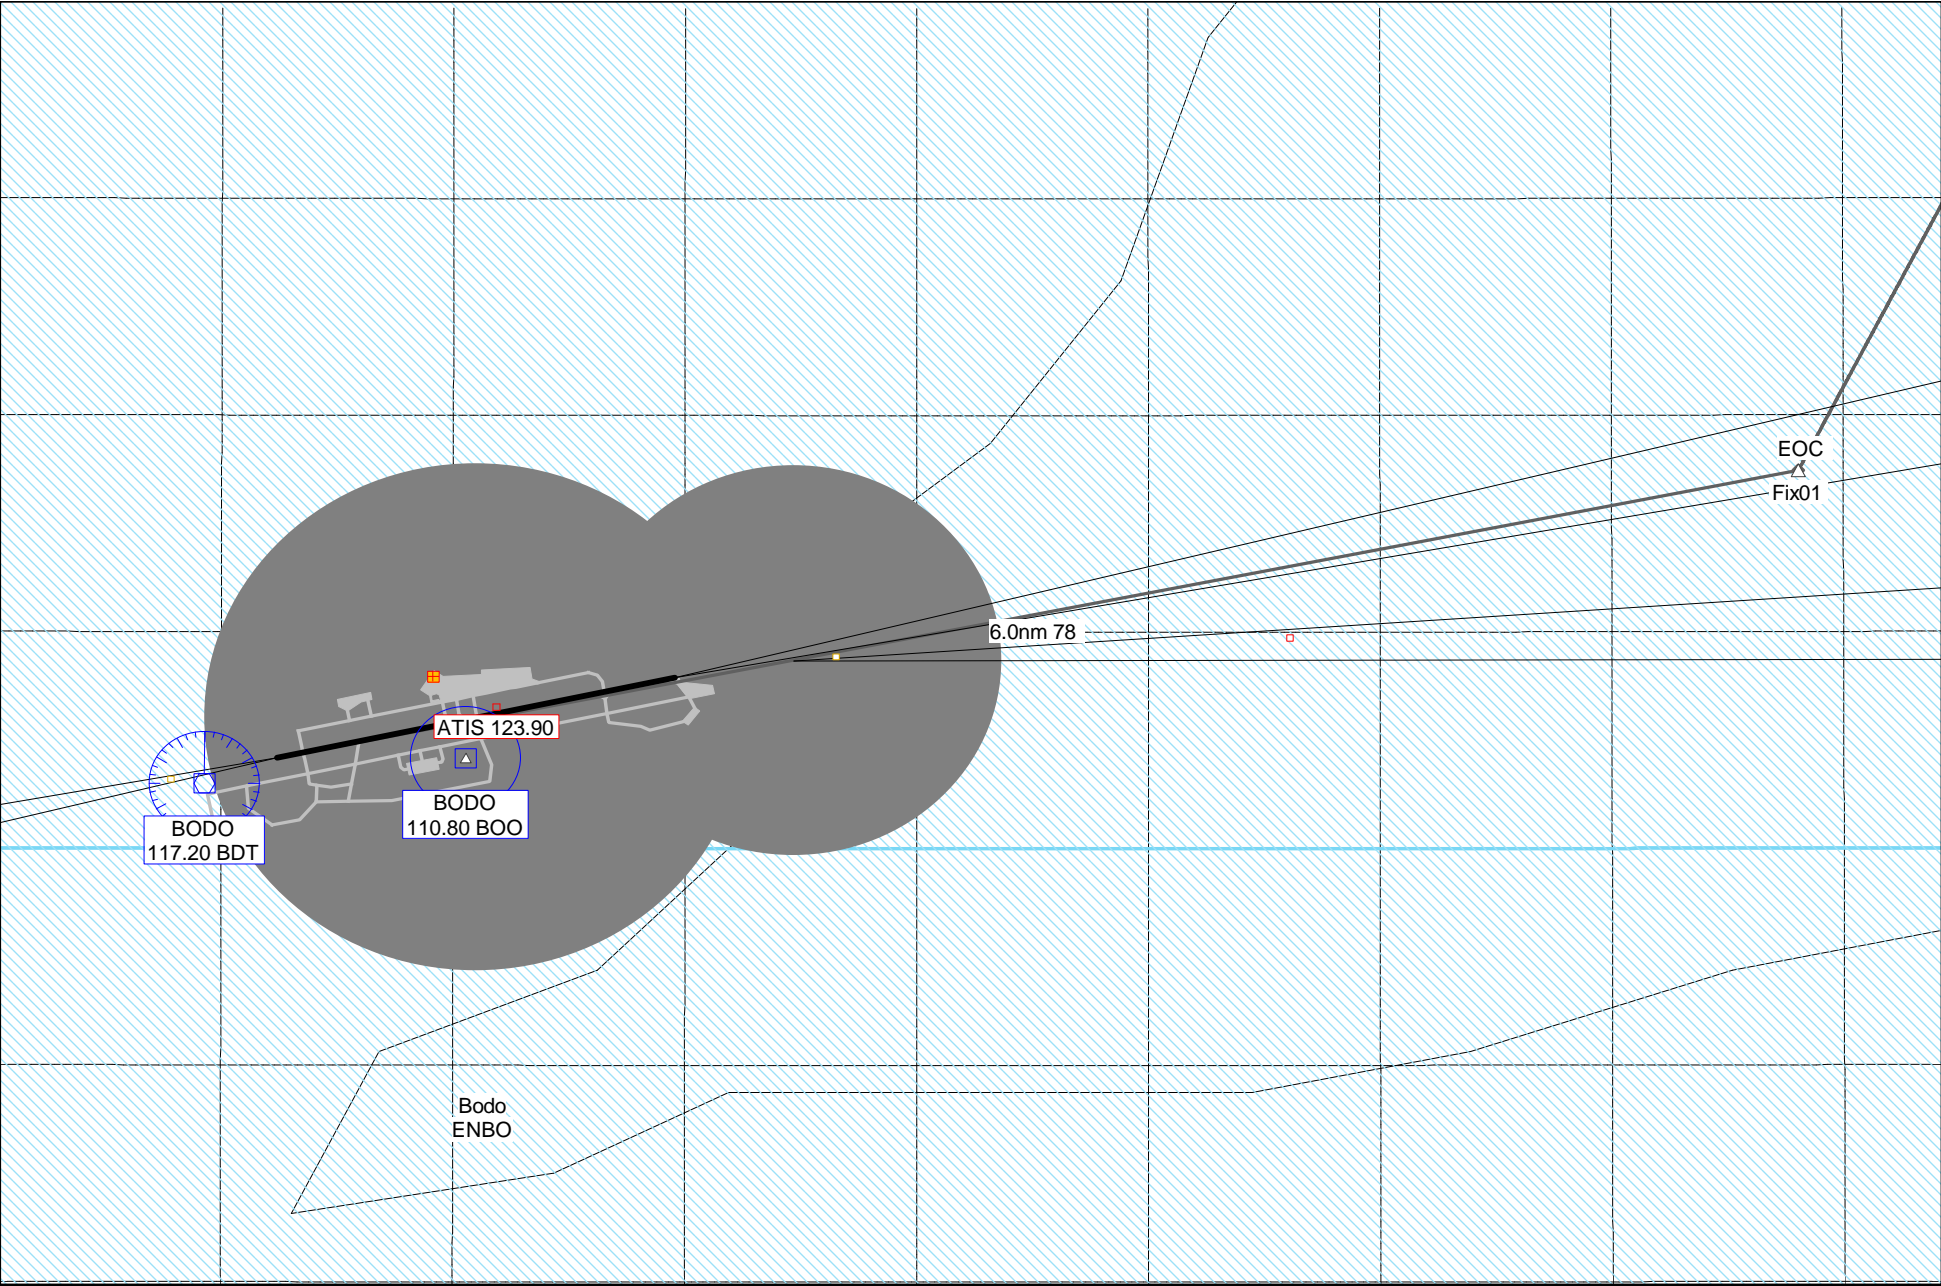 EOC
Fix01
6.0nm 78
ATIS 123.90
BODO
110.80 BOO
BODO
117.20 BDT
Bodo
ENBO